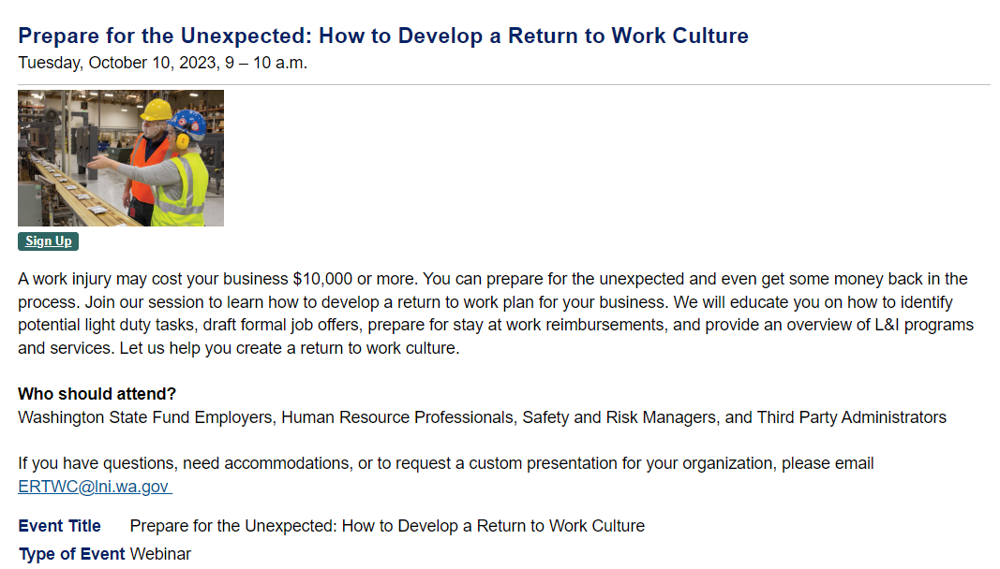 Prepare for the Unexpected: How to Develop a Return to Work Culture
Tuesday, October 10, 2023, 9 – 10 a.m.
Sign Up
A work injury may cost your business $10,000 or more. You can prepare for the unexpected and even get some money back in the
process. Join our session to learn how to develop a return to work plan for your business. We will educate you on how to identify
potential light duty tasks, draft formal job offers, prepare for stay at work reimbursements, and provide an overview of L&I programs
and services. Let us help you create a return to work culture.
Who should attend?
Washington State Fund Employers, Human Resource Professionals, Safety and Risk Managers, and Third Party Administrators
If you have questions, need accommodations, or to request a custom presentation for your organization, please email
ERTWC@lni.wa.gov
Event Title Prepare for the Unexpected: How to Develop a Return to Work Culture
Type of Event Webinar